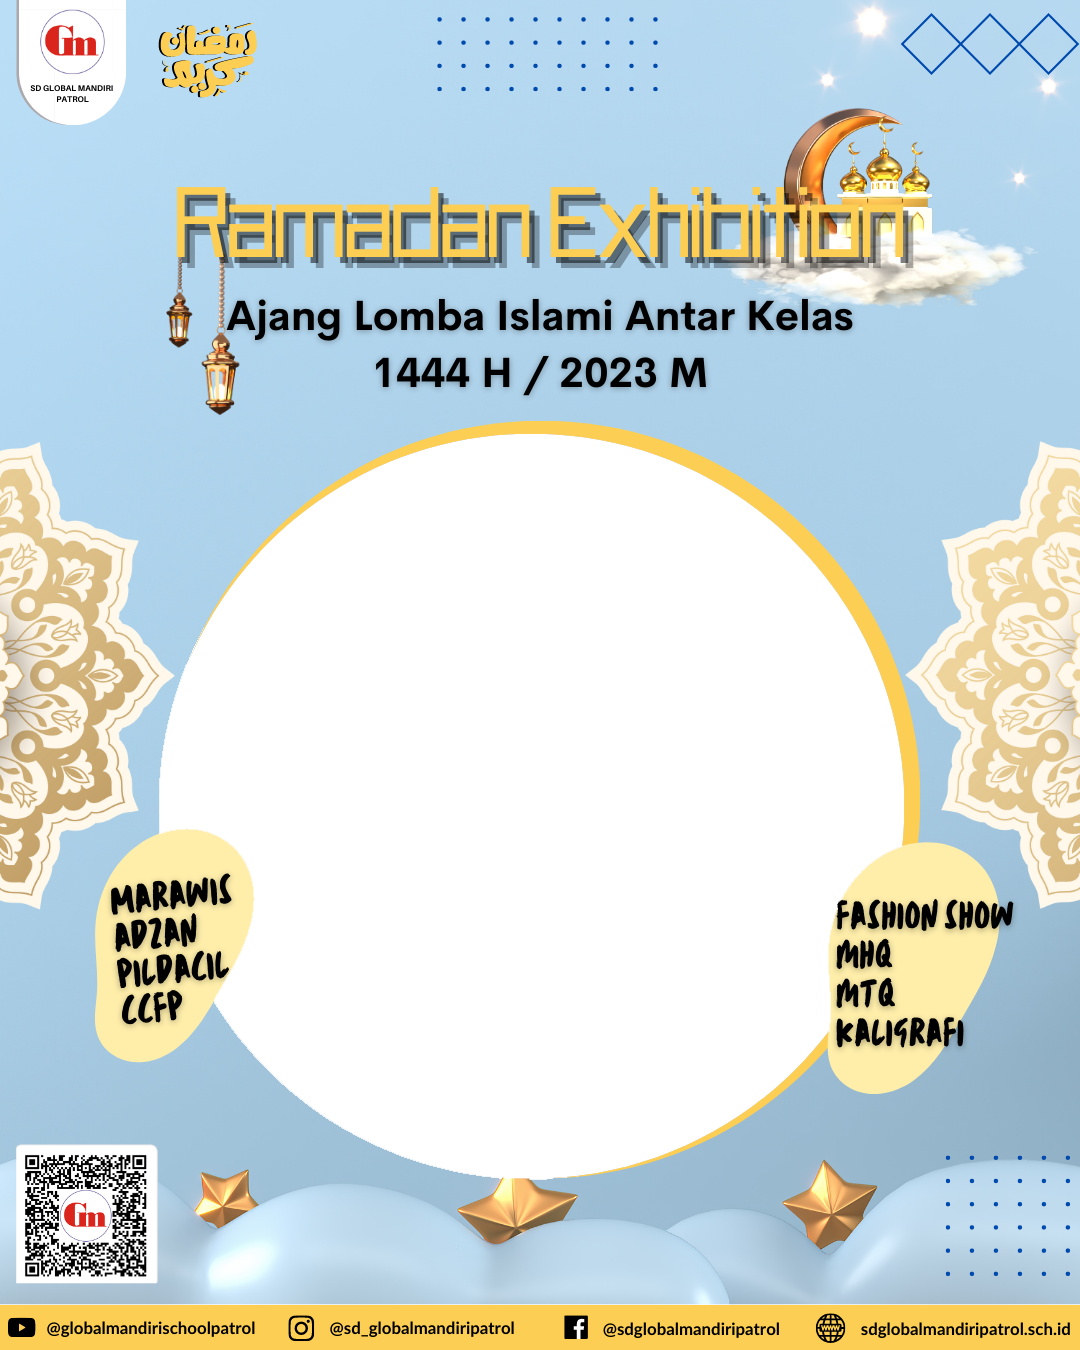 Gm
SD GLOBAL MANDIRI
PATROL
رمضان
كريم
Ramadan Exhibition
Ajang Lomba Islami Antar Kelas
1444 H / 2023 M
MARAWIS
ADZAN
PILDACIL
CCFP
FASHION SHOW
MHQ
MTQ
KALIGRAFI
Gm
@globalmandirischoolpatrol
@sd_globalmandiripatrol
@sdglobalmandiripatrol
www
sdglobalmandiripatrol.sch.id